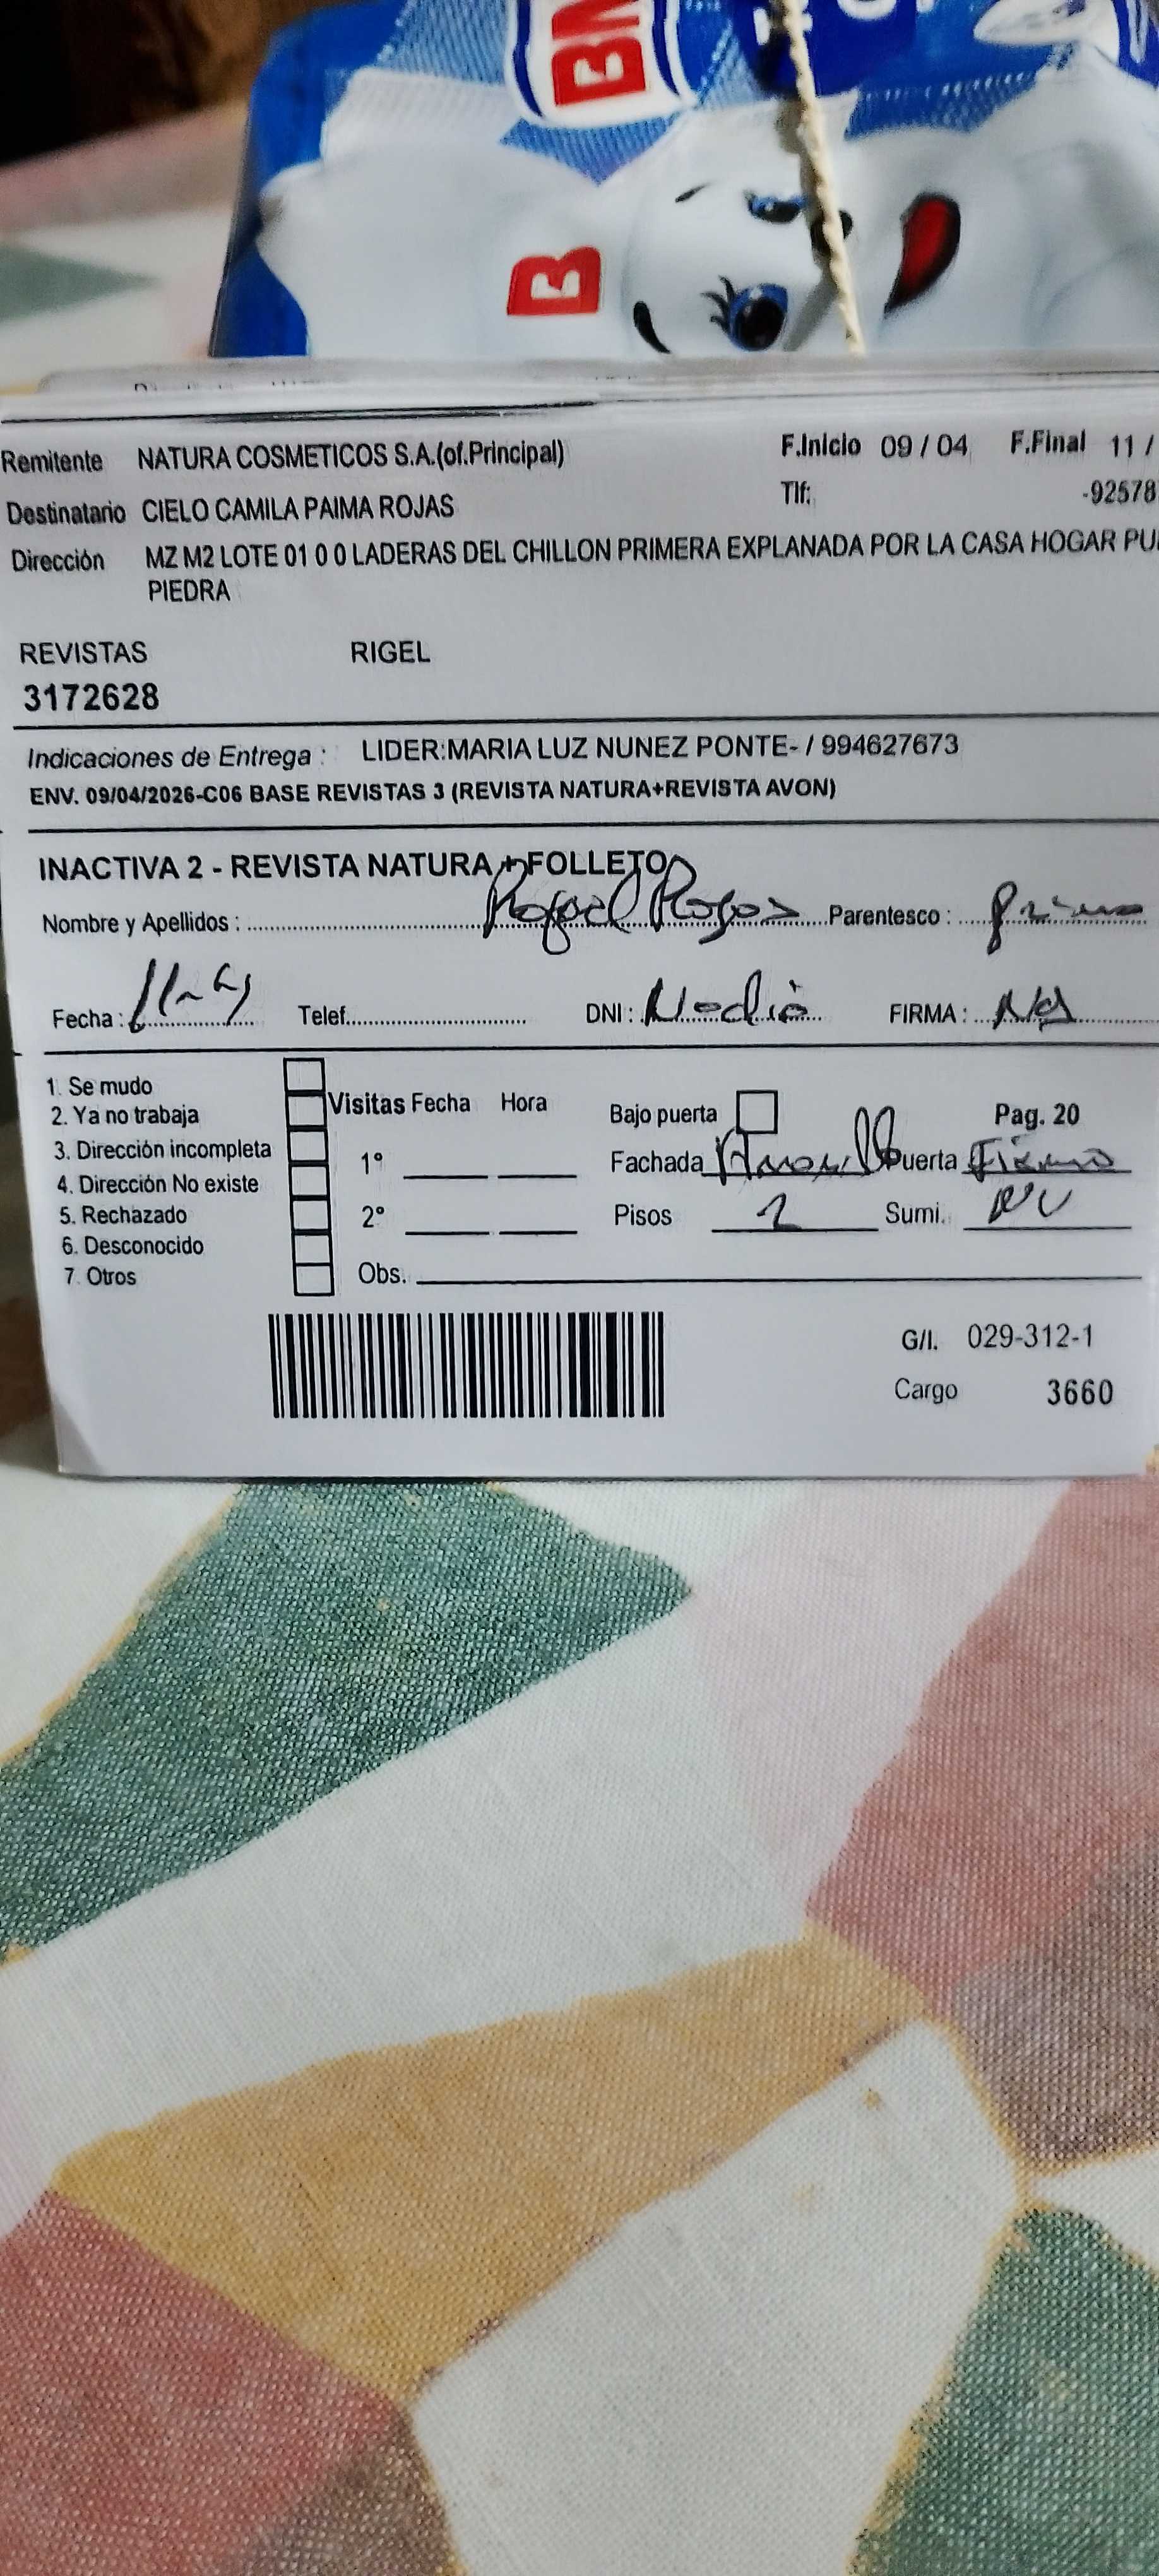 BN
B
Remitente NATURA COSMETICOS S.A.(of.Principal) F.Inicio 09 / 04 F.Final 11 /
Destinatario CIELO CAMILA PAIMA ROJAS Tlf: -92578
Dirección MZ M2 LOTE 01 0 0 LADERAS DEL CHILLON PRIMERA EXPLANADA POR LA CASA HOGAR
PIEDRA
REVISTAS RIGEL
3172628
Indicaciones de Entrega : LIDER:MARIA LUZ NUNEZ PONTE- / 994627673
ENV. 09/04/2026-C06 BASE REVISTAS 3 (REVISTA NATURA+REVISTA AVON)
INACTIVA 2 - REVISTA NATURA + FOLLETO
Nombre y Apellidos : Rafael Rojas Parentesco : primo
Fecha : Telef. DNI : No dio FIRMA :
1. Se mudo
2. Ya no trabaja Visitas Fecha Hora Bajo puerta Pag. 20
3. Dirección incompleta 1° Fachada Puerta Fierro
4. Dirección No existe
5. Rechazado 2° Pisos Sumi.
6. Desconocido
7. Otros Obs.
G/I. 029-312-1
Cargo 3660